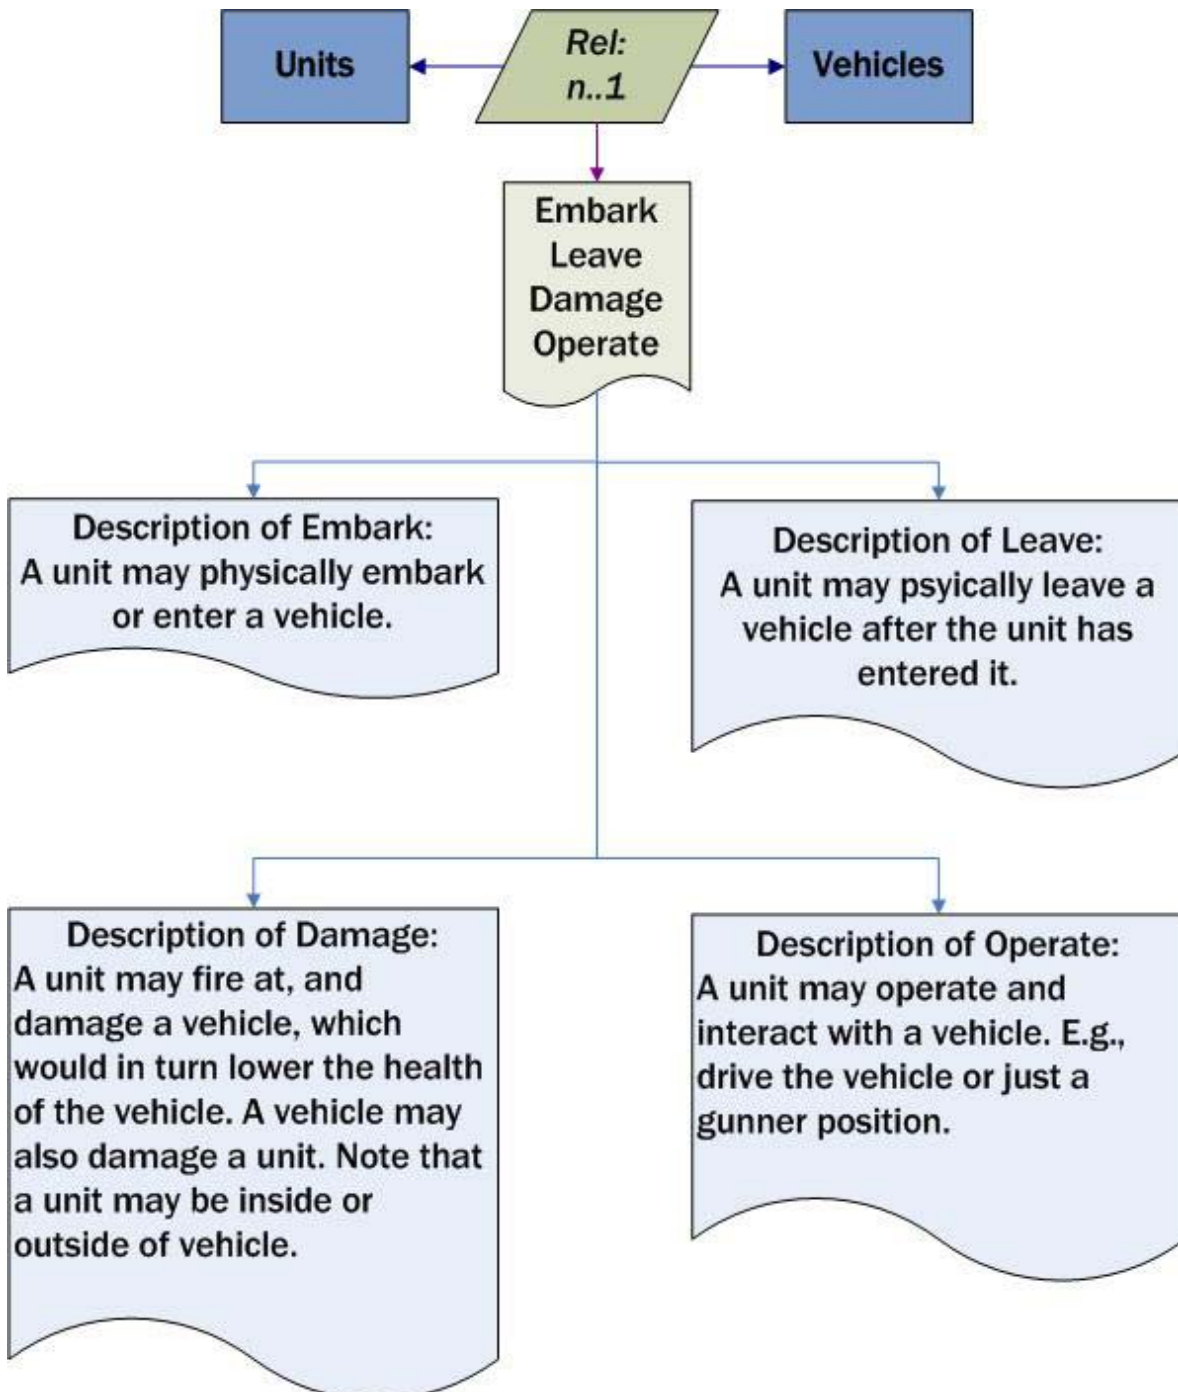 Units
Rel:
n..1
Vehicles
Embark
Leave
Damage
Operate
Description of Embark:
A unit may physically embark
or enter a vehicle.
Description of Leave:
A unit may psyically leave a
vehicle after the unit has
entered it.
Description of Damage:
A unit may fire at, and
damage a vehicle, which
would in turn lower the health
of the vehicle. A vehicle may
also damage a unit. Note that
a unit may be inside or
outside of vehicle.
Description of Operate:
A unit may operate and
interact with a vehicle. E.g.,
drive the vehicle or just a
gunner position.